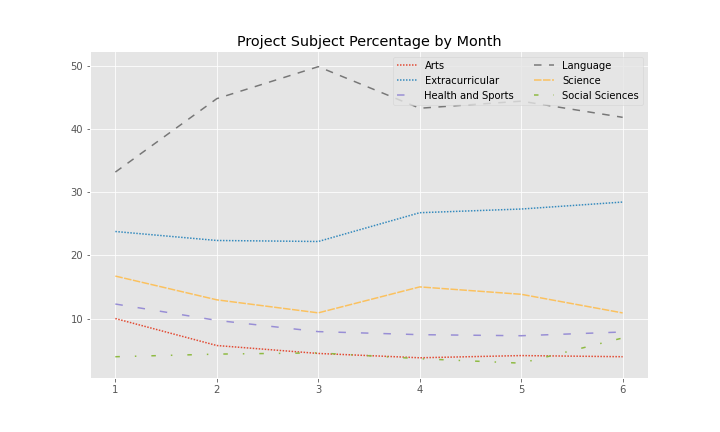 Project Subject Percentage by Month
Arts
Extracurricular
Health and Sports
Language
Science
Social Sciences
50
40
30
20
10
1 2 3 4 5 6